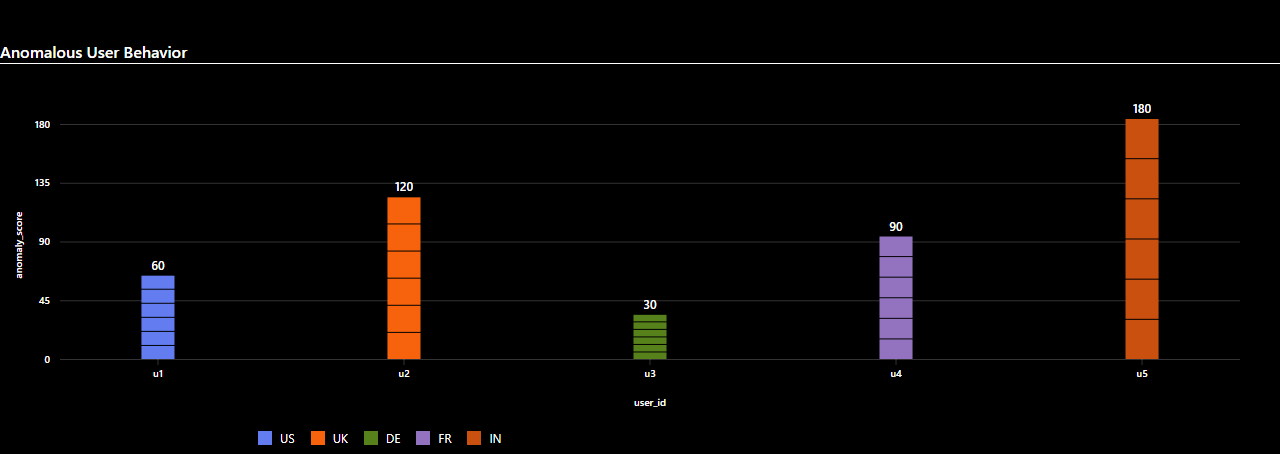 Anomalous User Behavior
180
180
135
120
90
90
60
45
30
0
anomaly_score
u1 u2 u3 u4 u5
user_id
US UK DE FR IN